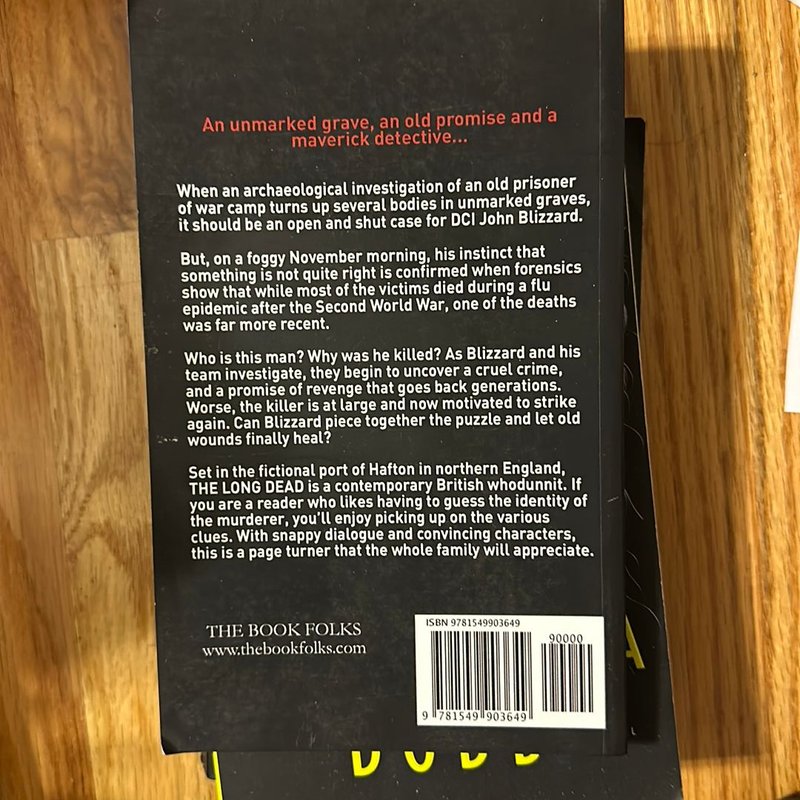 An unmarked grave, an old promise and a
maverick detective...
When an archaeological investigation of an old prisoner
of war camp turns up several bodies in unmarked graves,
it should be an open and shut case for DCI John Blizzard.
But, on a foggy November morning, his instinct that
something is not quite right is confirmed when forensics
show that while most of the victims died during a flu
epidemic after the Second World War, one of the deaths
was far more recent.
Who is this man? Why was he killed? As Blizzard and his
team investigate, they begin to uncover a cruel crime,
and a promise of revenge that goes back generations.
Worse, the killer is at large and now motivated to strike
again. Can Blizzard piece together the puzzle and let old
wounds finally heal?
Set in the fictional port of Hafton in northern England,
THE LONG DEAD is a contemporary British whodunnit. If
you are a reader who likes having to guess the identity of
the murderer, you'll enjoy picking up on the various
clues. With snappy dialogue and convincing characters,
this is a page turner that the whole family will appreciate.
THE BOOK FOLKS
www.thebookfolks.com
ISBN 9781549903649
90000
9 781549 903649
A